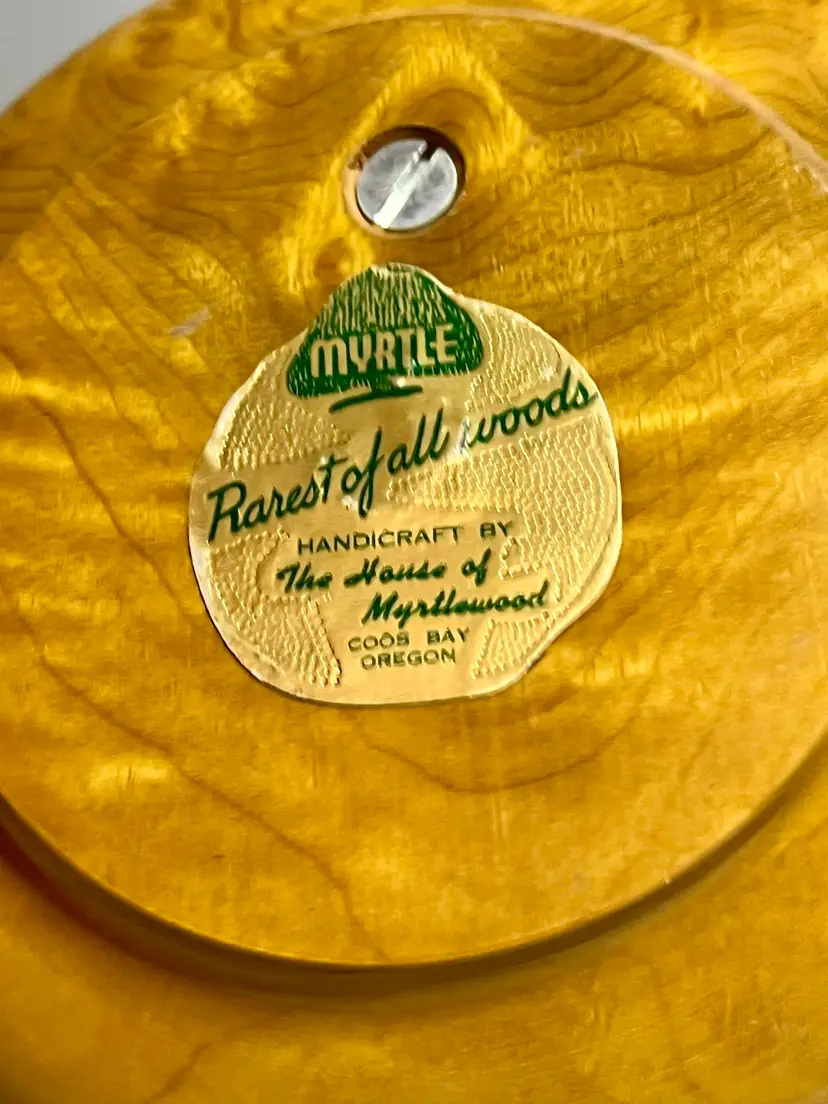 MYRTLE
Rarest of all woods
HANDICRAFT BY
The House of
Myrtlewood
COOS BAY
OREGON